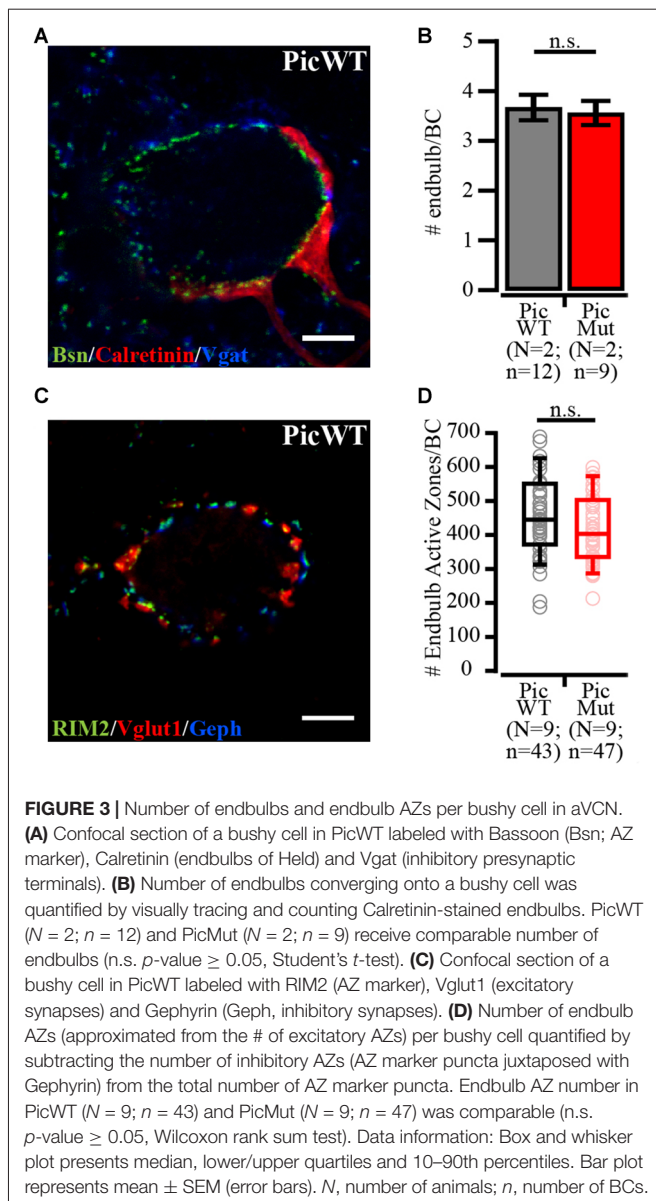 A
PicWT
Bsn/Calretinin/Vgat
B
n.s.
5
4
3
2
1
0
# endbulb/BC
Pic
WT
(N=2;
n=12)
Pic
Mut
(N=2;
n=9)
C
PicWT
RIM2/Vglut1/Geph
D
n.s.
700
600
500
400
300
200
100
0
# Endbulb Active Zones/BC
Pic
WT
(N=9;
n=43)
Pic
Mut
(N=9;
n=47)
FIGURE 3 | Number of endbulbs and endbulb AZs per bushy cell in aVCN.
(A) Confocal section of a bushy cell in PicWT labeled with Bassoon (Bsn; AZ
marker), Calretinin (endbulbs of Held) and Vgat (inhibitory presynaptic
terminals). (B) Number of endbulbs converging onto a bushy cell was
quantified by visually tracing and counting Calretinin-stained endbulbs. PicWT
(N = 2; n = 12) and PicMut (N = 2; n = 9) receive comparable number of
endbulbs (n.s. p-value ≥ 0.05, Student’s t-test). (C) Confocal section of a
bushy cell in PicWT labeled with RIM2 (AZ marker), Vglut1 (excitatory
synapses) and Gephyrin (Geph, inhibitory synapses). (D) Number of endbulb
AZs (approximated from the # of excitatory AZs) per bushy cell quantified by
subtracting the number of inhibitory AZs (AZ marker puncta juxtaposed with
Gephyrin) from the total number of AZ marker puncta. Endbulb AZ number in
PicWT (N = 9; n = 43) and PicMut (N = 9; n = 47) was comparable (n.s.
p-value ≥ 0.05, Wilcoxon rank sum test). Data information: Box and whisker
plot presents median, lower/upper quartiles and 10–90th percentiles. Bar plot
represents mean ± SEM (error bars). N, number of animals; n, number of BCs.